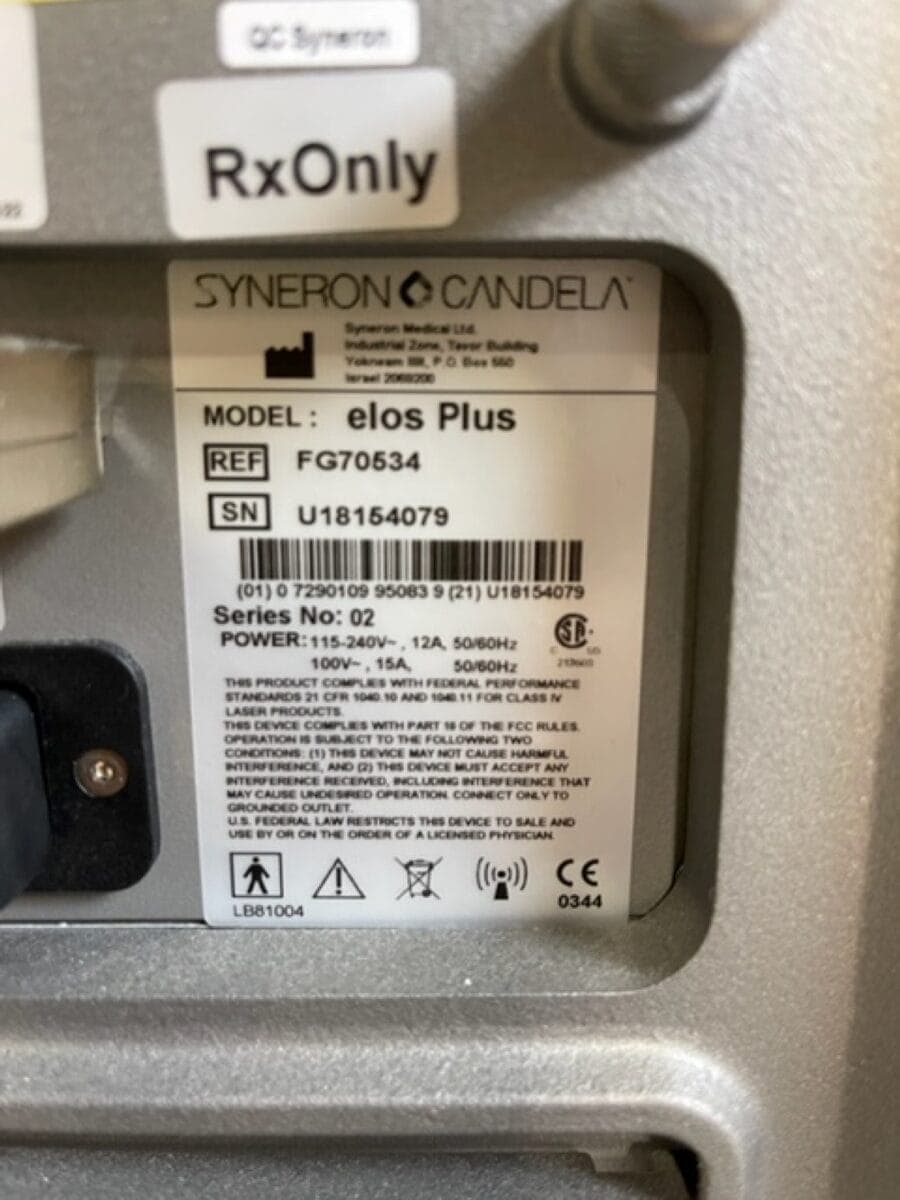 QC Syneron
RxOnly
SYNERON CANDELA
Syneron Medical Ltd.
Industrial Zone, Tavor Building
Yokneam Illit, P.O. Box 550
Israel 2069200
MODEL : elos Plus
REF FG70534
SN U18154079
(01) 0 7290109 95083 9 (21) U18154079
Series No: 02
POWER: 115-240V~ , 12A, 50/60Hz
100V~ , 15A, 50/60Hz
SA
C US
THIS PRODUCT COMPLIES WITH FEDERAL PERFORMANCE
STANDARDS 21 CFR 1040.10 AND 1040.11 FOR CLASS IV
LASER PRODUCTS.
THIS DEVICE COMPLIES WITH PART 18 OF THE FCC RULES.
OPERATION IS SUBJECT TO THE FOLLOWING TWO
CONDITIONS: (1) THIS DEVICE MAY NOT CAUSE HARMFUL
INTERFERENCE, AND (2) THIS DEVICE MUST ACCEPT ANY
INTERFERENCE RECEIVED, INCLUDING INTERFERENCE THAT
MAY CAUSE UNDESIRED OPERATION. CONNECT ONLY TO
GROUNDED OUTLET.
U.S. FEDERAL LAW RESTRICTS THIS DEVICE TO SALE AND
USE BY OR ON THE ORDER OF A LICENSED PHYSICIAN.
LB81004
CE
0344